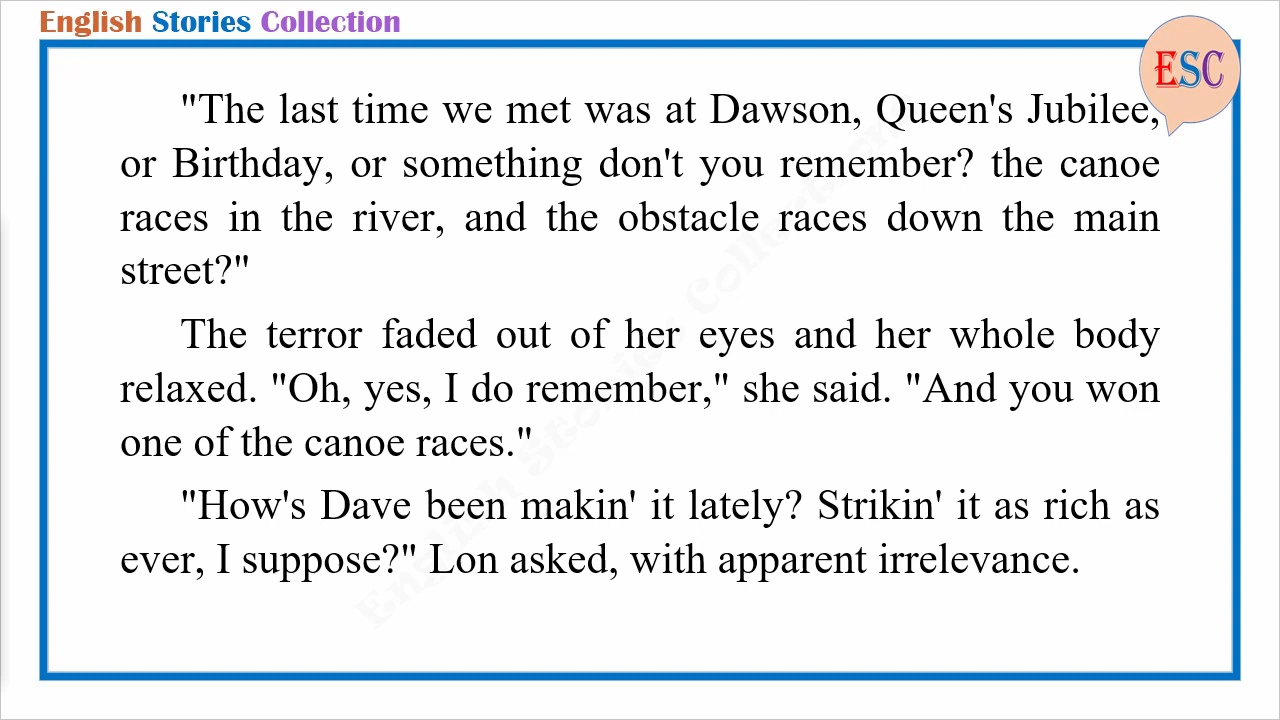 English Stories Collection
ESC
"The last time we met was at Dawson, Queen's Jubilee,
or Birthday, or something don't you remember? the canoe
races in the river, and the obstacle races down the main
street?"
The terror faded out of her eyes and her whole body
relaxed. "Oh, yes, I do remember," she said. "And you won
one of the canoe races."
"How's Dave been makin' it lately? Strikin' it as rich as
ever, I suppose?" Lon asked, with apparent irrelevance.
English Stories Collection